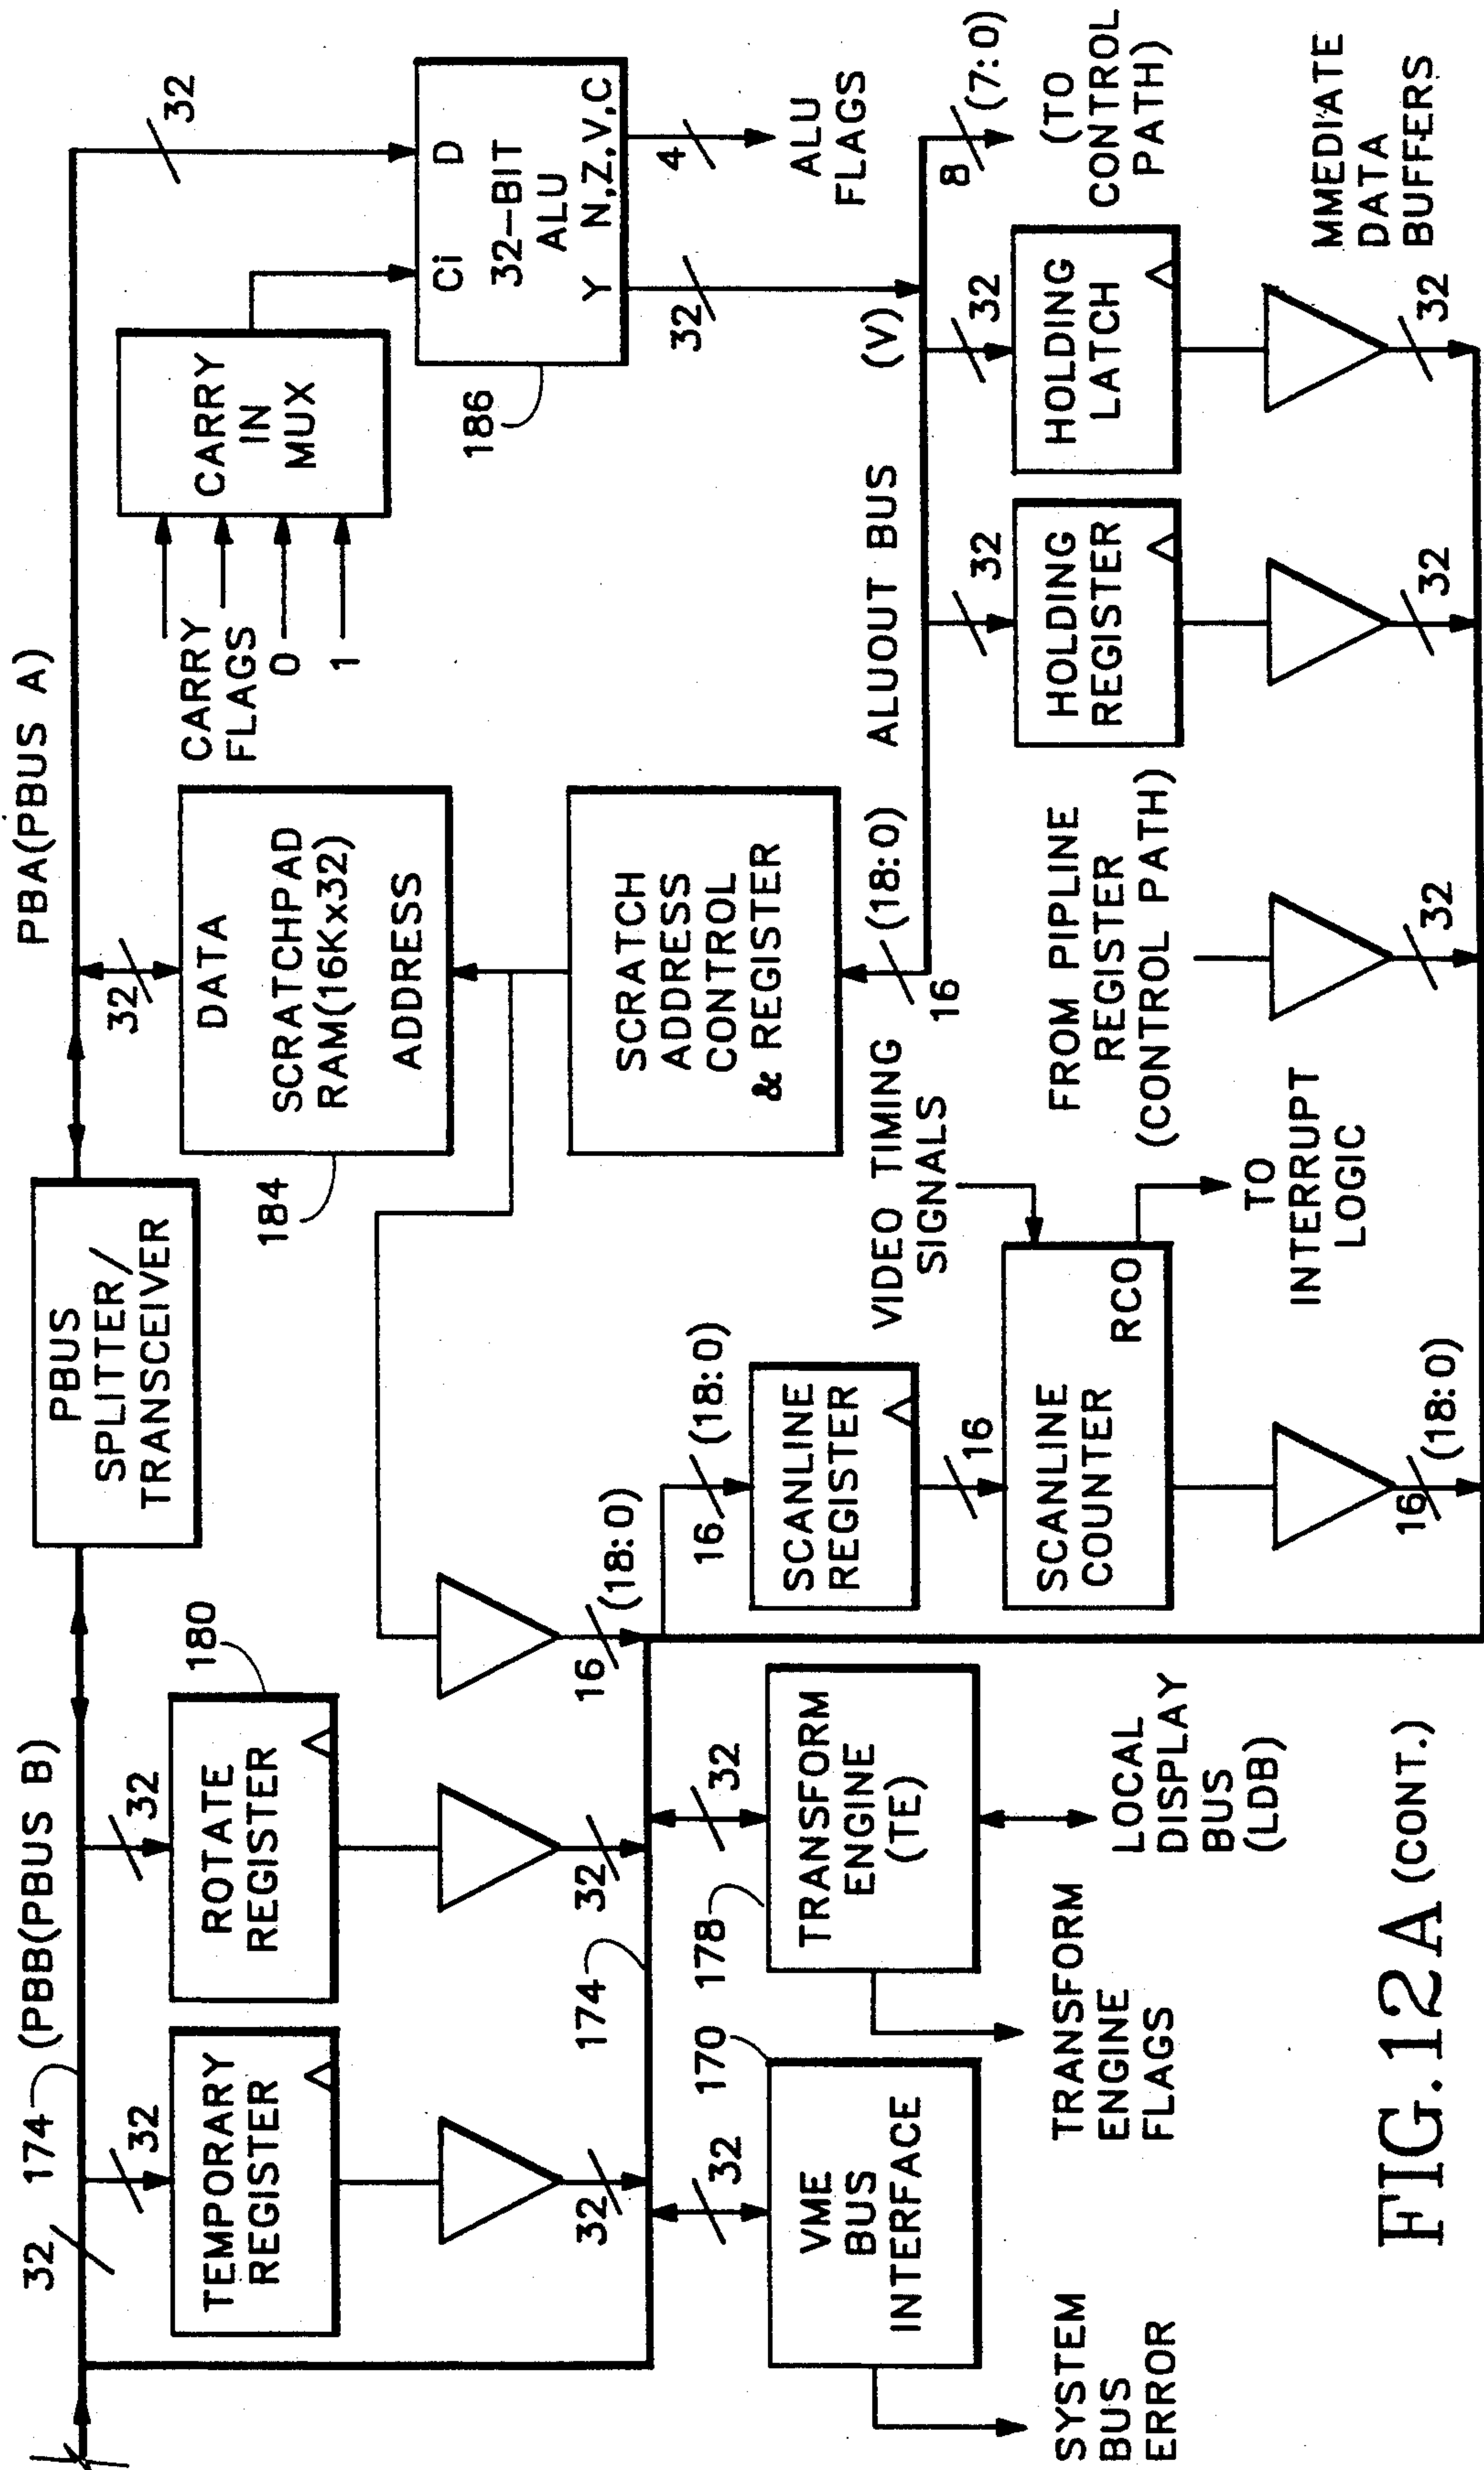 32
174
(PBB(PBUS B)
PBUS
SPLITTER/
TRANSCEIVER
PBA(PBUS A)
32
TEMPORARY
REGISTER
32
ROTATE
REGISTER
180
32
DATA
SCRATCHPAD
RAM(16Kx32)
ADDRESS
184
CARRY
FLAGS
0
1
CARRY
IN
MUX
32
Ci
D
32-BIT
ALU
Y
N,Z,V,C
186
32
4
ALU
FLAGS
32
32
16
(18:0)
174
SCRATCH
ADDRESS
CONTROL
& REGISTER
16
(18:0)
ALUOUT BUS
(V)
8
(7:0)
(TO
CONTROL
PATH)
32
VME
BUS
INTERFACE
170
SYSTEM
BUS
ERROR
32
TRANSFORM
ENGINE
(TE)
178
TRANSFORM
ENGINE
FLAGS
LOCAL
DISPLAY
BUS
(LDB)
16
(18:0)
SCANLINE
REGISTER
16
VIDEO TIMING
SIGNALS
SCANLINE
COUNTER
RCO
TO
INTERRUPT
LOGIC
16
(18:0)
FROM PIPLINE
REGISTER
(CONTROL PATH)
32
32
HOLDING
REGISTER
32
32
HOLDING
LATCH
32
MMEDIATE
DATA
BUFFERS
FIG.12A (CONT.)